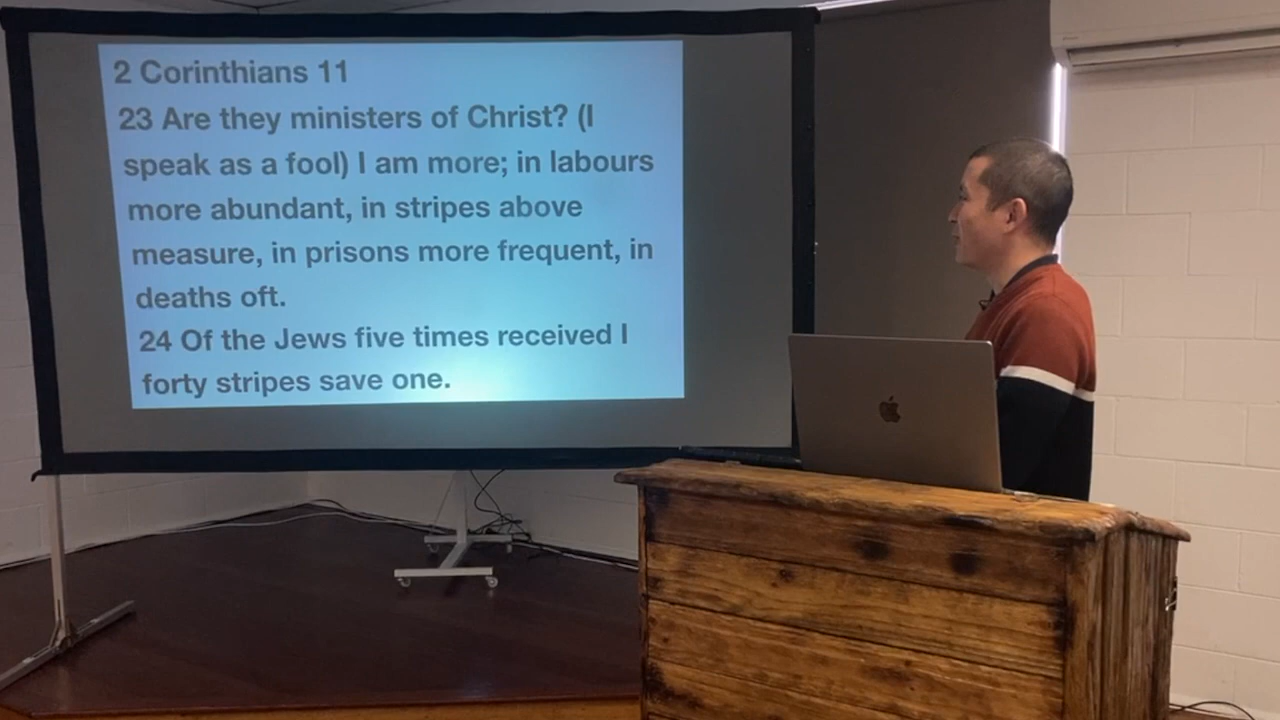 2 Corinthians 11
23 Are they ministers of Christ? (I
speak as a fool) I am more; in labours
more abundant, in stripes above
measure, in prisons more frequent, in
deaths oft.
24 Of the Jews five times received I
forty stripes save one.